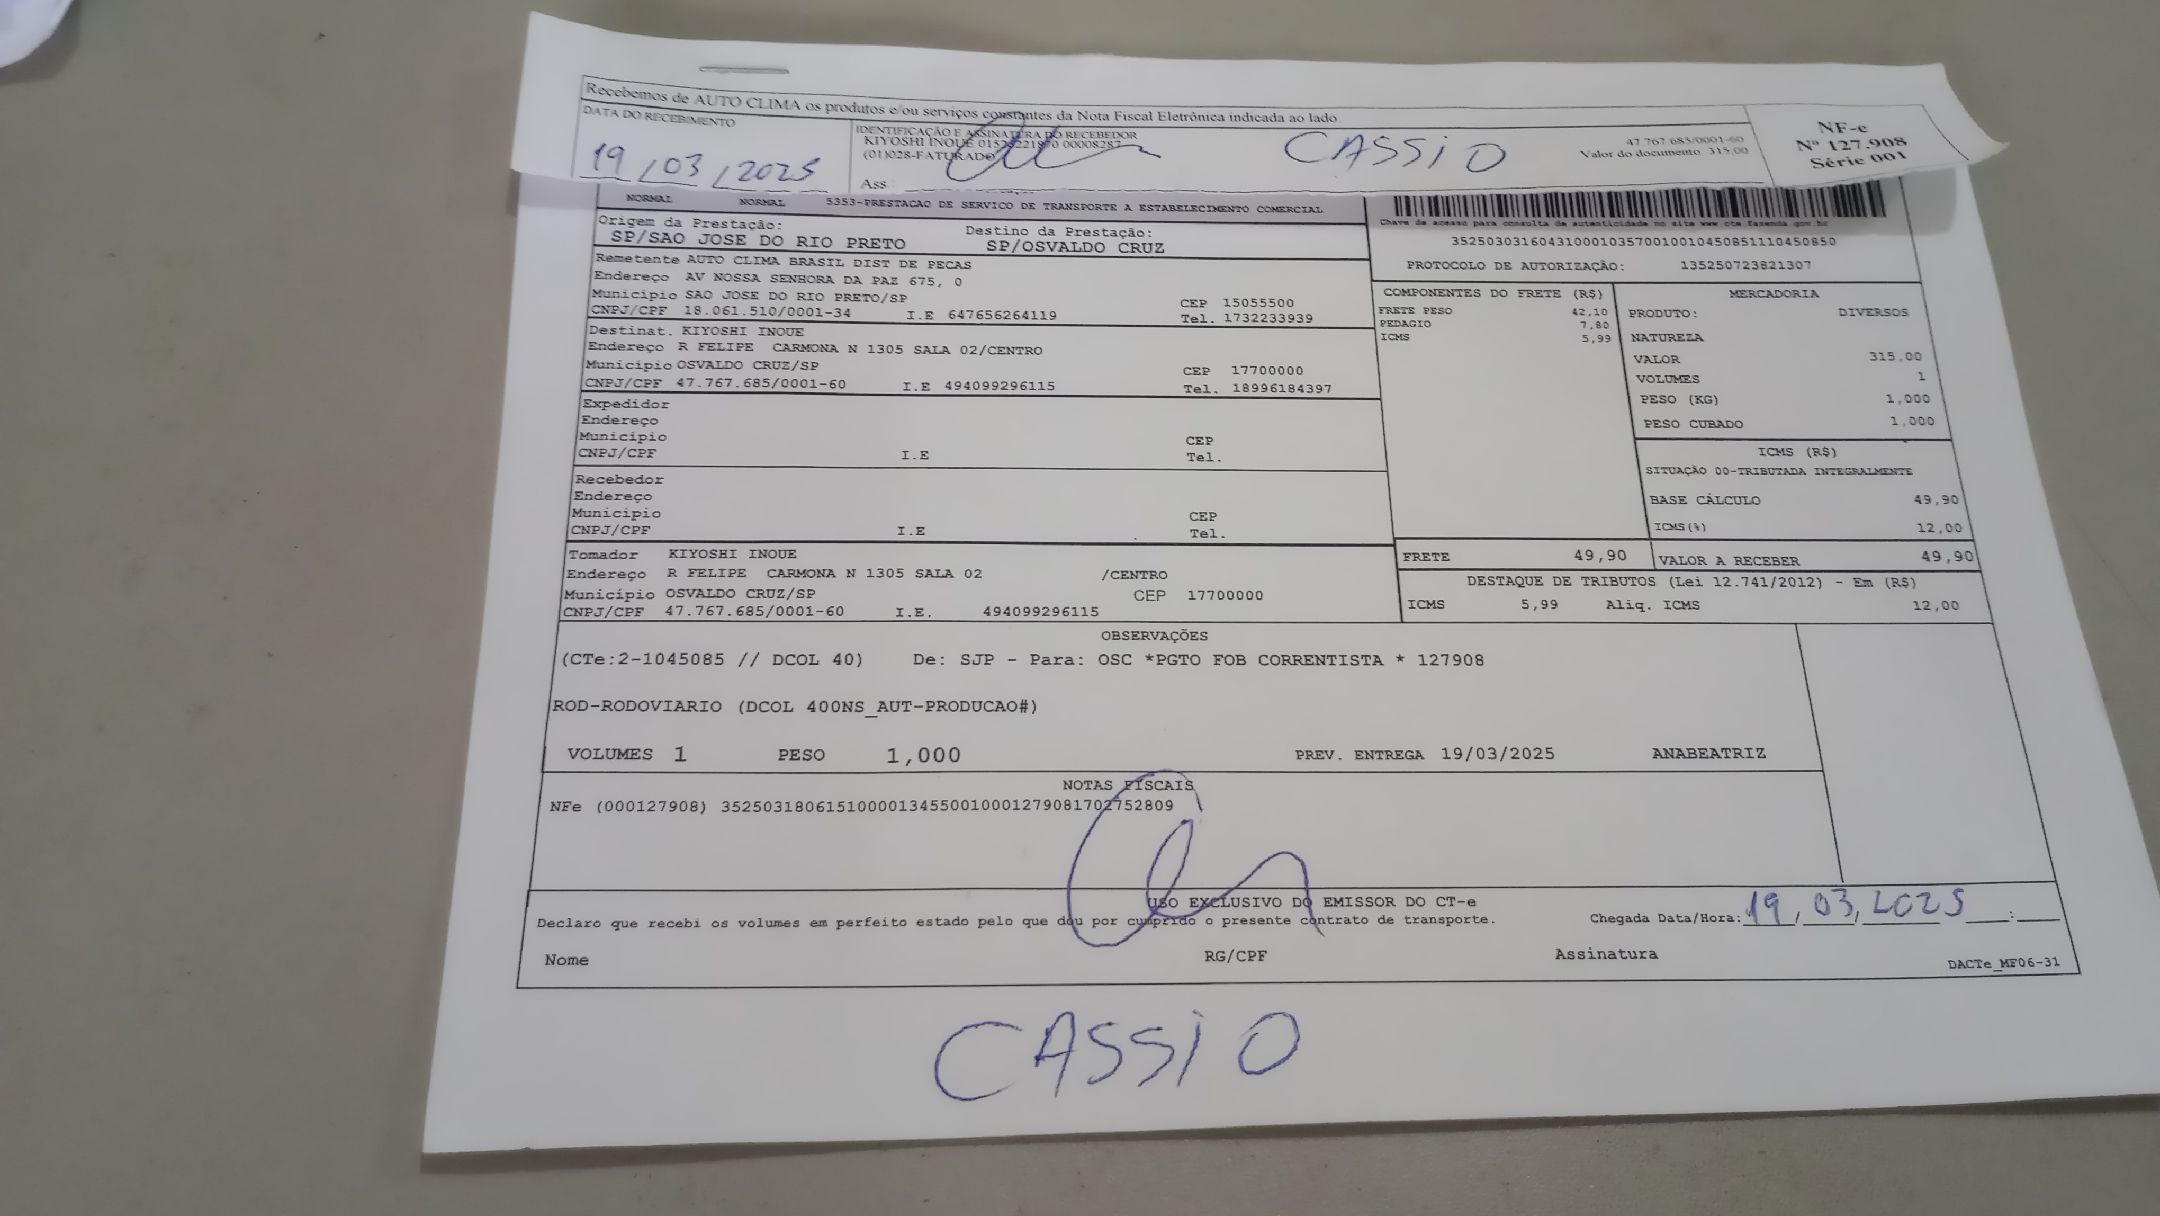 Recebemos de AUTO CLIMA os produtos e/ou serviços constantes da Nota Fiscal Eletrônica indicada ao lado
DATA DO RECEBIMENTO
19/03/2025
IDENTIFICAÇÃO E ASSINATURA DO RECEBEDOR
KIYOSHI INOUE
(01)028-FATURADO
Ass
CASSIO
47 767 685/0001-60
Valor do documento 315,00
NF-e
Nº 127.908
Série 001
NORMAL NORMAL 5353-PRESTACAO DE SERVICO DE TRANSPORTE A ESTABELECIMENTO COMERCIAL
Chave de acesso para consulta de autenticidade no site www cte fazenda gov br
35250303160431000103570010010450851110450850
PROTOCOLO DE AUTORIZAÇÃO: 135250723821307
Origem da Prestação:
SP/SAO JOSE DO RIO PRETO
Destino da Prestação:
SP/OSVALDO CRUZ
Remetente AUTO CLIMA BRASIL DIST DE PECAS
Endereço AV NOSSA SENHORA DA PAZ 675, 0
Município SAO JOSE DO RIO PRETO/SP CEP 15055500
CNPJ/CPF 18.061.510/0001-34 I.E 647656264119 Tel. 1732233939
Destinat. KIYOSHI INOUE
Endereço R FELIPE CARMONA N 1305 SALA 02/CENTRO
Município OSVALDO CRUZ/SP CEP 17700000
CNPJ/CPF 47.767.685/0001-60 I.E 494099296115 Tel. 18996184397
Expedidor
Endereço
Município CEP
CNPJ/CPF I.E Tel.
Recebedor
Endereço
Município CEP
CNPJ/CPF I.E Tel.
Tomador KIYOSHI INOUE
Endereço R FELIPE CARMONA N 1305 SALA 02 /CENTRO
Município OSVALDO CRUZ/SP CEP 17700000
CNPJ/CPF 47.767.685/0001-60 I.E. 494099296115
COMPONENTES DO FRETE (R$)
FRETE PESO 42,10
PEDAGIO 7,80
ICMS 5,99
MERCADORIA
PRODUTO: DIVERSOS
NATUREZA
VALOR 315,00
VOLUMES 1
PESO (KG) 1,000
PESO CUBADO 1,000
ICMS (R$)
SITUAÇÃO 00-TRIBUTADA INTEGRALMENTE
BASE CÁLCULO 49,90
ICMS(%) 12,00
FRETE 49,90 VALOR A RECEBER 49,90
DESTAQUE DE TRIBUTOS (Lei 12.741/2012) - Em (R$)
ICMS 5,99 Aliq. ICMS 12,00
OBSERVAÇÕES
(CTe:2-1045085 // DCOL 40) De: SJP - Para: OSC *PGTO FOB CORRENTISTA * 127908
ROD-RODOVIARIO (DCOL 400NS_AUT-PRODUCAO#)
VOLUMES 1 PESO 1,000 PREV. ENTREGA 19/03/2025 ANABEATRIZ
NOTAS FISCAIS
NFe (000127908) 35250318061510000134550010001279081702752809
USO EXCLUSIVO DO EMISSOR DO CT-e
Declaro que recebi os volumes em perfeito estado pelo que dou por cumprido o presente contrato de transporte. Chegada Data/Hora: 19/03/2025 __:__
Nome RG/CPF Assinatura
DACTe_MF06-31
CASSIO